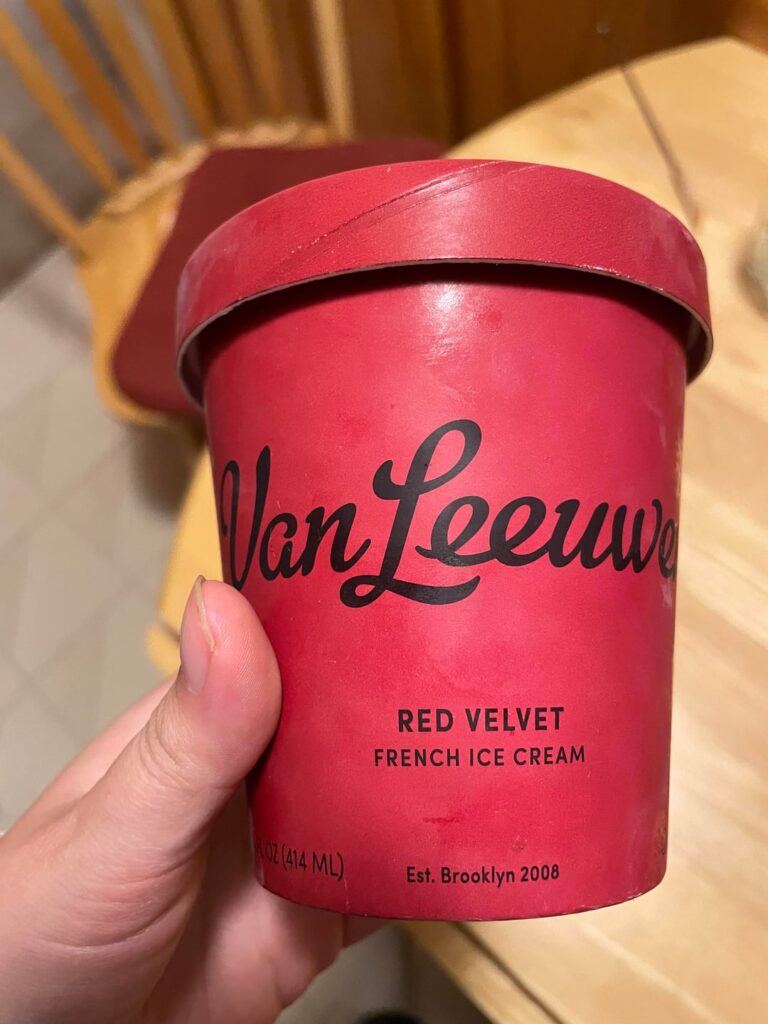 Van Leeuwe
RED VELVET
FRENCH ICE CREAM
OZ (414 ML)
Est. Brooklyn 2008